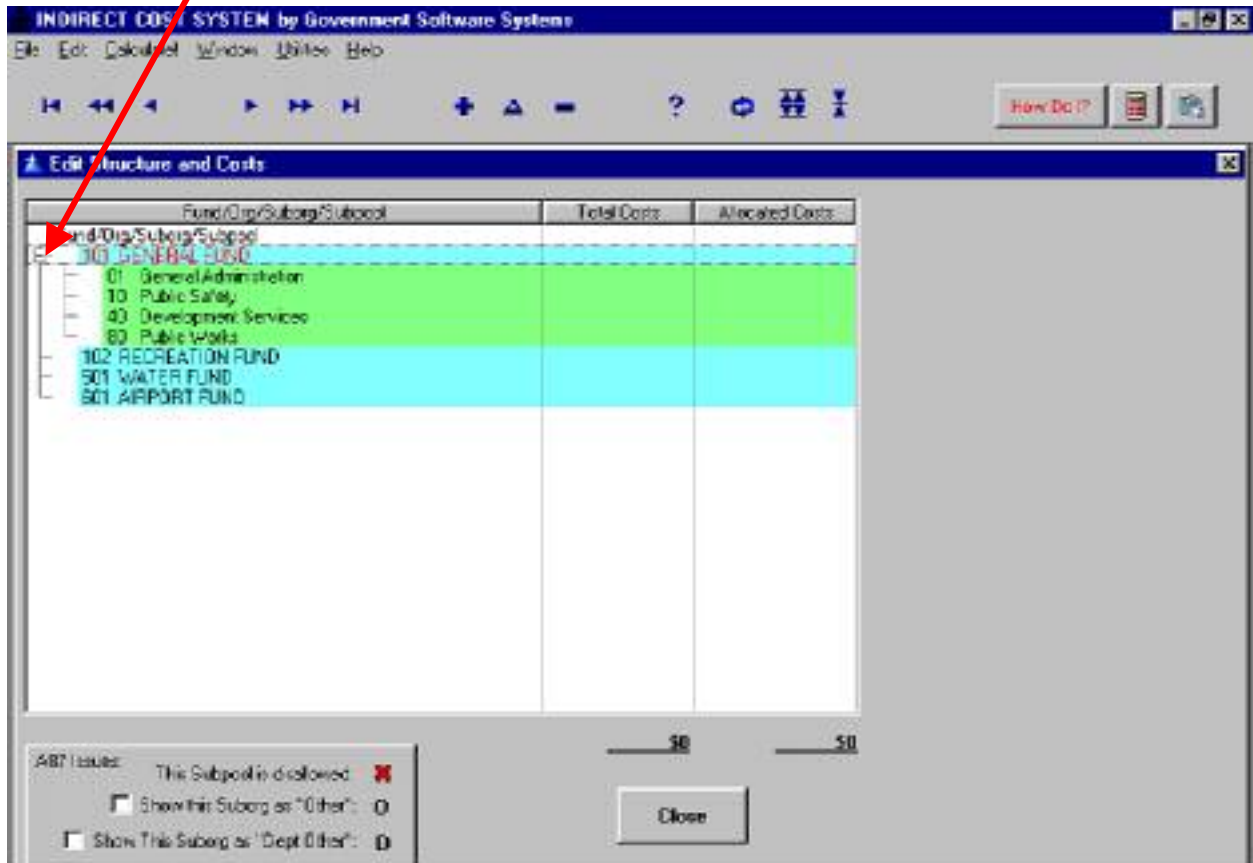 INDIRECT COST SYSTEM by Government Software Systems
File Edit Calculate! Window Utilities Help
? How Do I?
Edit Structure and Costs
Fund/Org/Suborg/Subpool Total Costs Allocated Costs
nd/Org/Suborg/Subpool
101 GENERAL FUND
01 General Administration
10 Public Safety
40 Development Services
80 Public Works
102 RECREATION FUND
501 WATER FUND
601 AIRPORT FUND
$0 $0
A87 Issues:
This Subpool is disallowed:
Show this Suborg as "Other": O
Show This Suborg as "Dept Other": D
Close